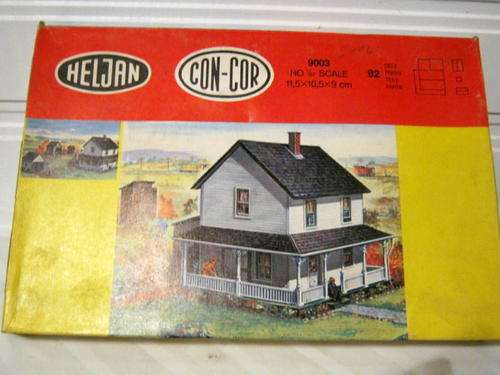 HELJAN
CON-COR
9003
HO 1/87 SCALE
11,5×10,5×9 cm
92